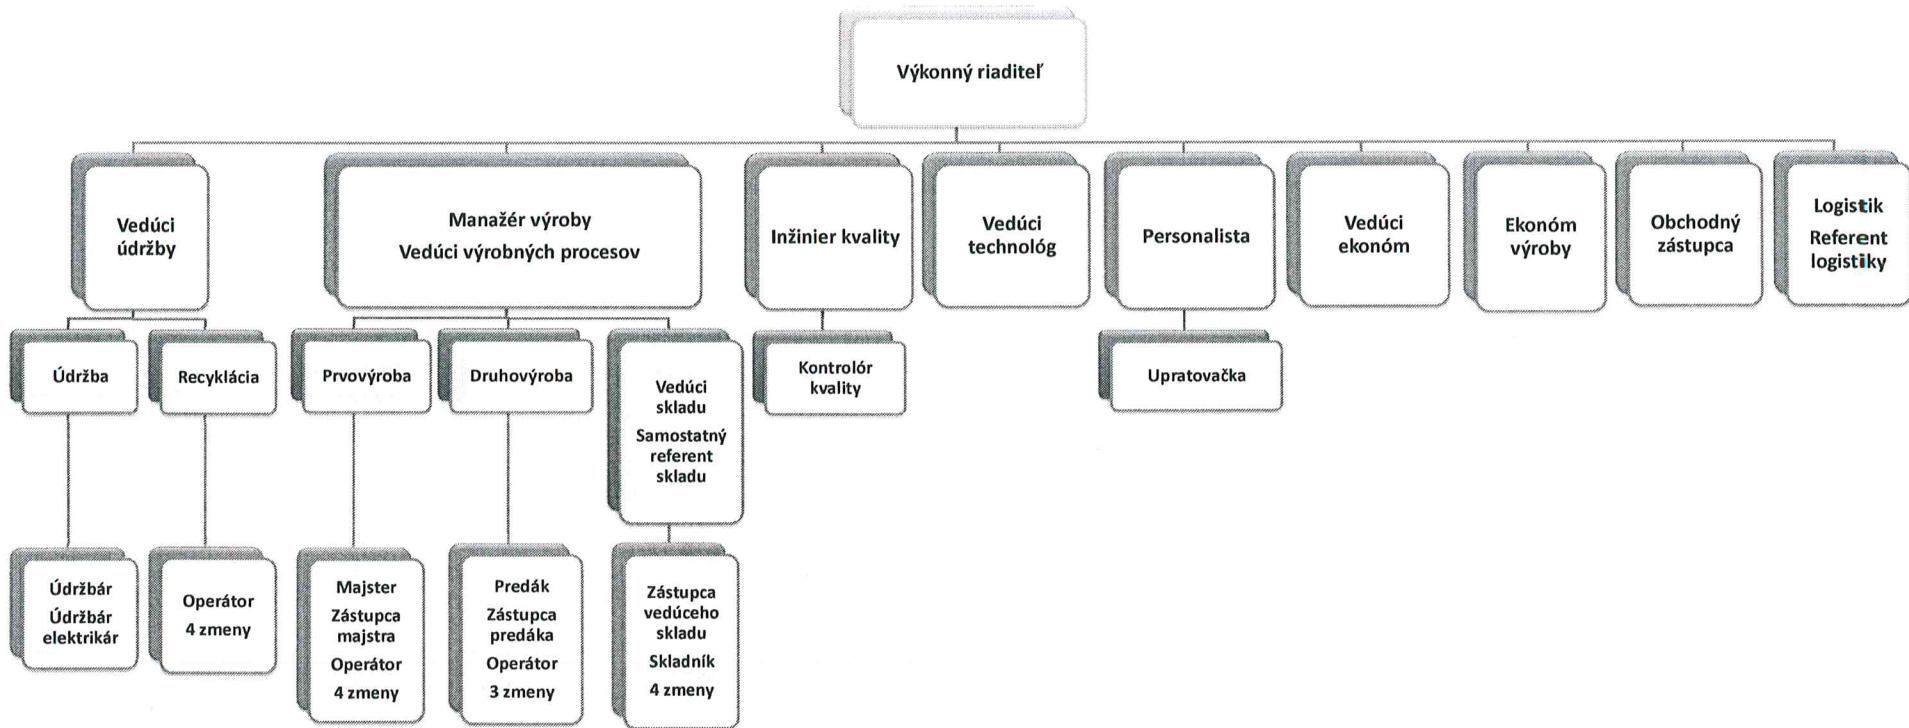 Výkonný riaditeľ
Vedúci
údržby
Manažér výroby
Vedúci výrobných procesov
Inžinier kvality
Vedúci
technológ
Personalista
Vedúci
ekonóm
Ekonóm
výroby
Obchodný
zástupca
Logistik
Referent
logistiky
Údržba
Recyklácia
Prvovýroba
Druhovýroba
Vedúci
skladu
Samostatný
referent
skladu
Kontrolór
kvality
Upratovačka
Údržbár
Údržbár
elektrikár
Operátor
4 zmeny
Majster
Zástupca
majstra
Operátor
4 zmeny
Predák
Zástupca
predáka
Operátor
3 zmeny
Zástupca
vedúceho
skladu
Skladník
4 zmeny